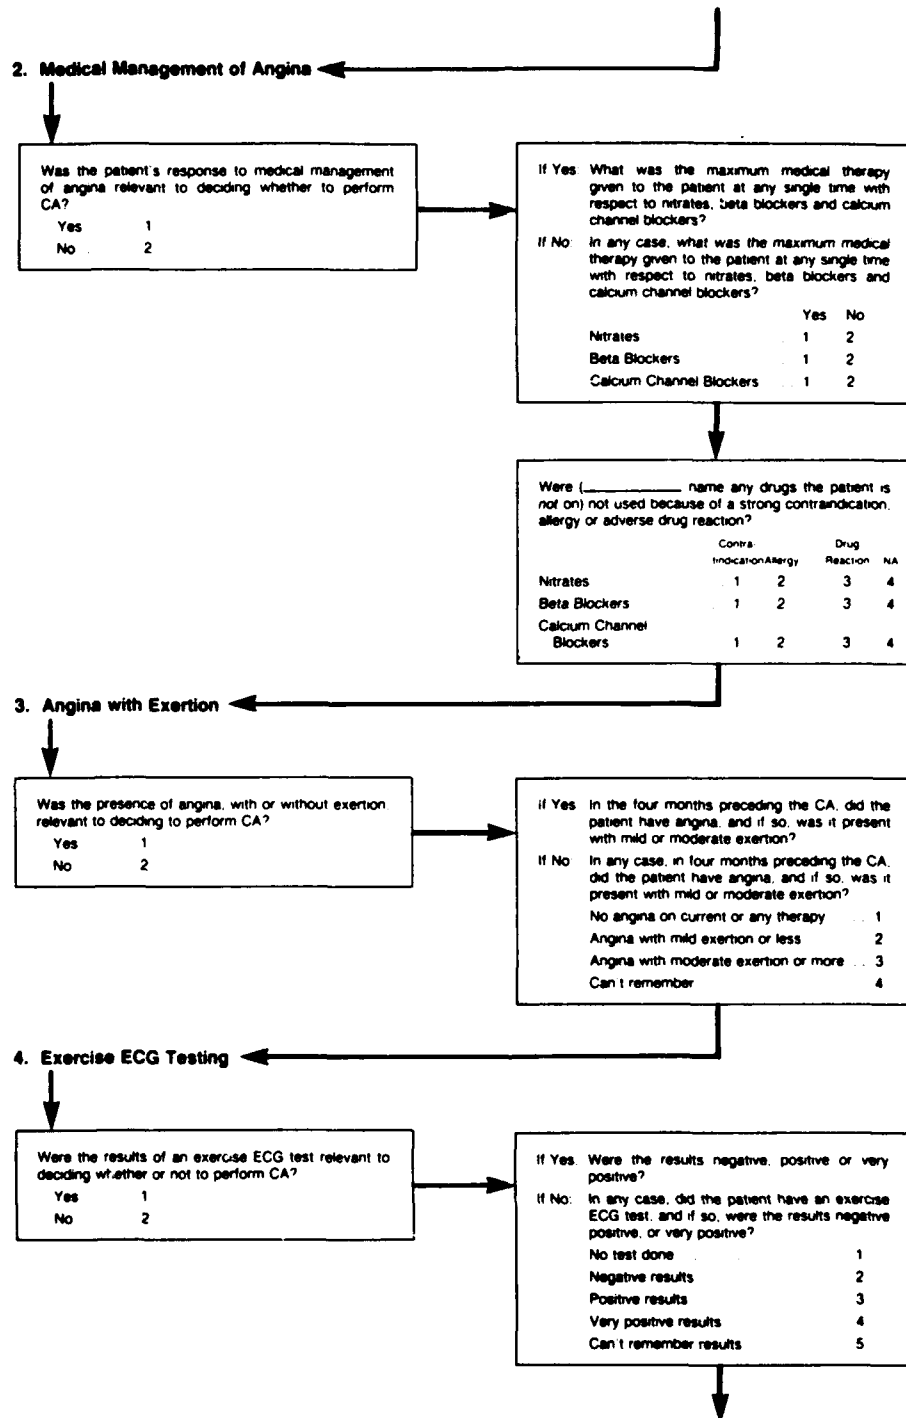 2. Medical Management of Angina
Was the patient's response to medical management
of angina relevant to deciding whether to perform
CA?
Yes 1
No 2
If Yes: What was the maximum medical therapy
given to the patient at any single time with
respect to nitrates, beta blockers and calcium
channel blockers?
If No: In any case, what was the maximum medical
therapy given to the patient at any single time
with respect to nitrates, beta blockers and
calcium channel blockers?
Yes No
Nitrates 1 2
Beta Blockers 1 2
Calcium Channel Blockers 1 2
Were (__________ name any drugs the patient is
not on) not used because of a strong contraindication,
allergy or adverse drug reaction?
Contra- Drug
indication Allergy Reaction NA
Nitrates 1 2 3 4
Beta Blockers 1 2 3 4
Calcium Channel
Blockers 1 2 3 4
3. Angina with Exertion
Was the presence of angina, with or without exertion
relevant to deciding to perform CA?
Yes 1
No 2
If Yes In the four months preceding the CA, did the
patient have angina, and if so, was it present
with mild or moderate exertion?
If No In any case, in four months preceding the CA,
did the patient have angina, and if so, was it
present with mild or moderate exertion?
No angina on current or any therapy 1
Angina with mild exertion or less 2
Angina with moderate exertion or more 3
Can't remember 4
4. Exercise ECG Testing
Were the results of an exercise ECG test relevant to
deciding whether or not to perform CA?
Yes 1
No 2
If Yes: Were the results negative, positive or very
positive?
If No: In any case, did the patient have an exercise
ECG test, and if so, were the results negative
positive, or very positive?
No test done 1
Negative results 2
Positive results 3
Very positive results 4
Can't remember results 5